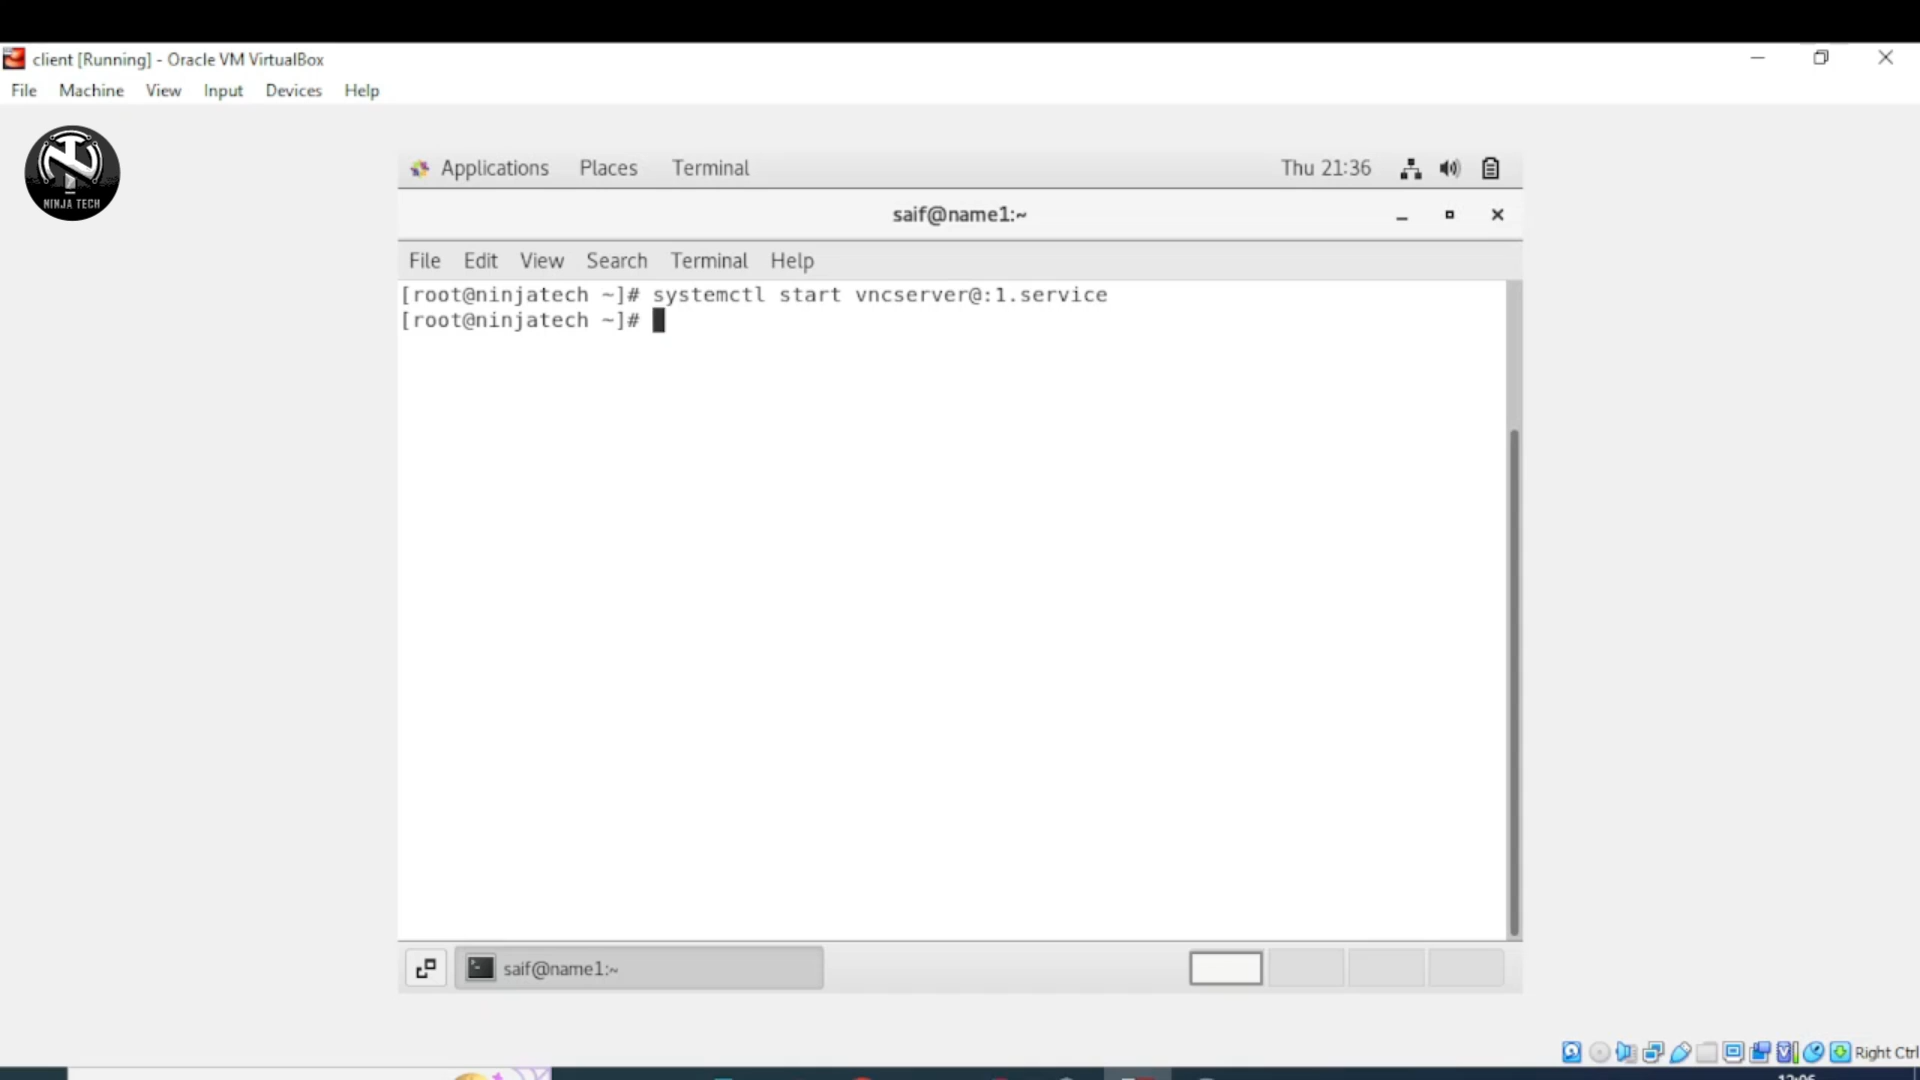 client [Running] - Oracle VM VirtualBox
File Machine View Input Devices Help
NINJA TECH
Applications Places Terminal Thu 21:36
saif@name1:~
File Edit View Search Terminal Help
[root@ninjatech ~]# systemctl start vncserver@:1.service
[root@ninjatech ~]#
saif@name1:~
Right Ctrl